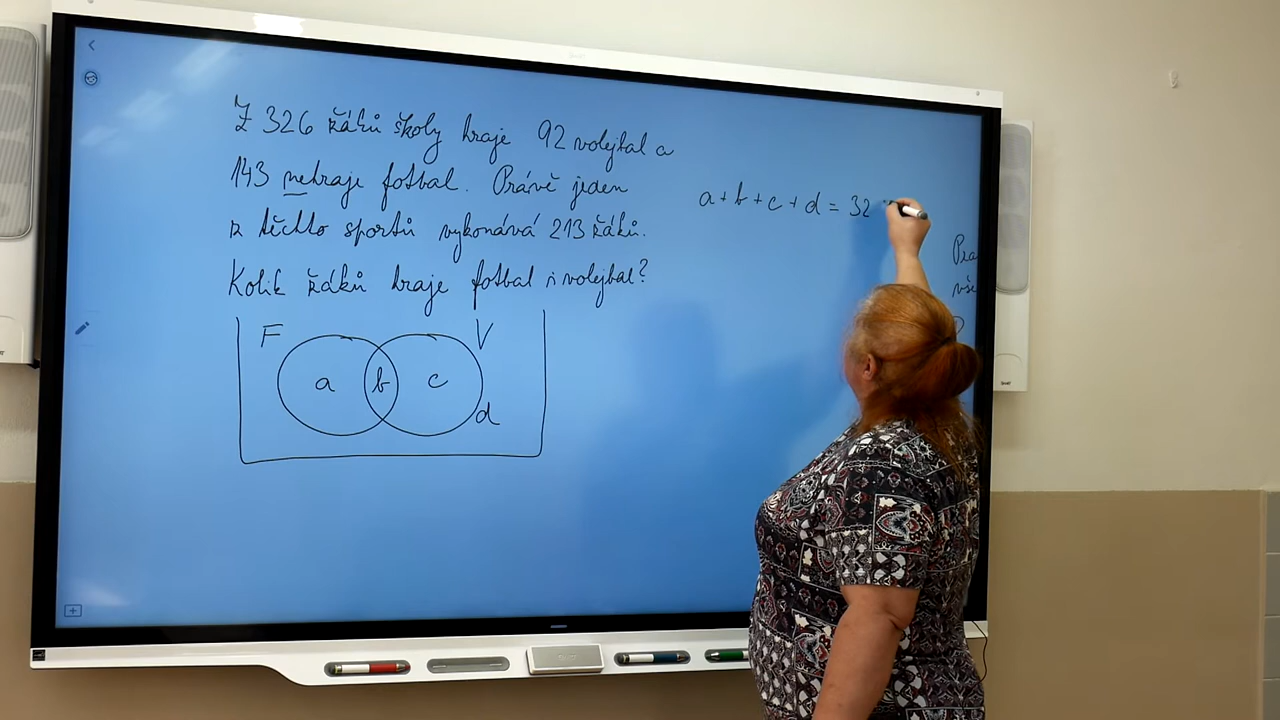 Z 326 žáků školy hraje 92 volejbal a
143 nehraje fotbal. Právě jeden
z těchto sportů vykonává 213 žáků.
Kolik žáků hraje fotbal i volejbal?
F V
a b c
d
a + b + c + d = 32